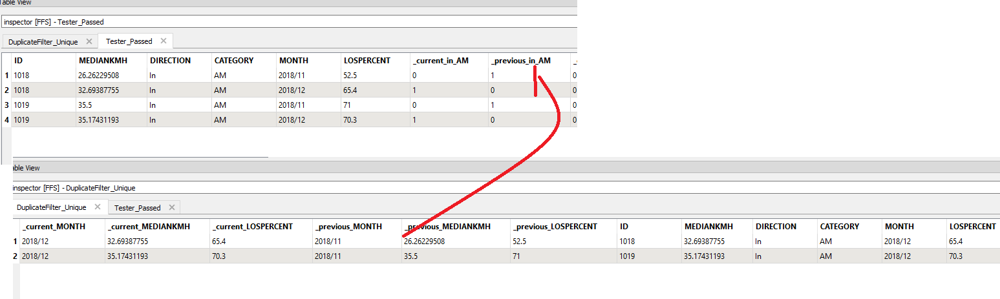 Table View
inspector [FFS] - Tester_Passed
DuplicateFilter_Unique Tester_Passed
ID MEDIANKMH DIRECTION CATEGORY MONTH LOSPERCENT _current_in_AM _previous_in_AM
1 1018 26.26229508 In AM 2018/11 52.5 0 1 0
2 1018 32.69387755 In AM 2018/12 65.4 1 0 0
3 1019 35.5 In AM 2018/11 71 0 1 0
4 1019 35.17431193 In AM 2018/12 70.3 1 0 0
able View
inspector [FFS] - DuplicateFilter_Unique
DuplicateFilter_Unique Tester_Passed
_current_MONTH _current_MEDIANKMH _current_LOSPERCENT _previous_MONTH _previous_MEDIANKMH _previous_LOSPERCENT ID MEDIANKMH DIRECTION CATEGORY MONTH LOSPERCENT
1 2018/12 32.69387755 65.4 2018/11 26.26229508 52.5 1018 32.69387755 In AM 2018/12 65.4
2 2018/12 35.17431193 70.3 2018/11 35.5 71 1019 35.17431193 In AM 2018/12 70.3